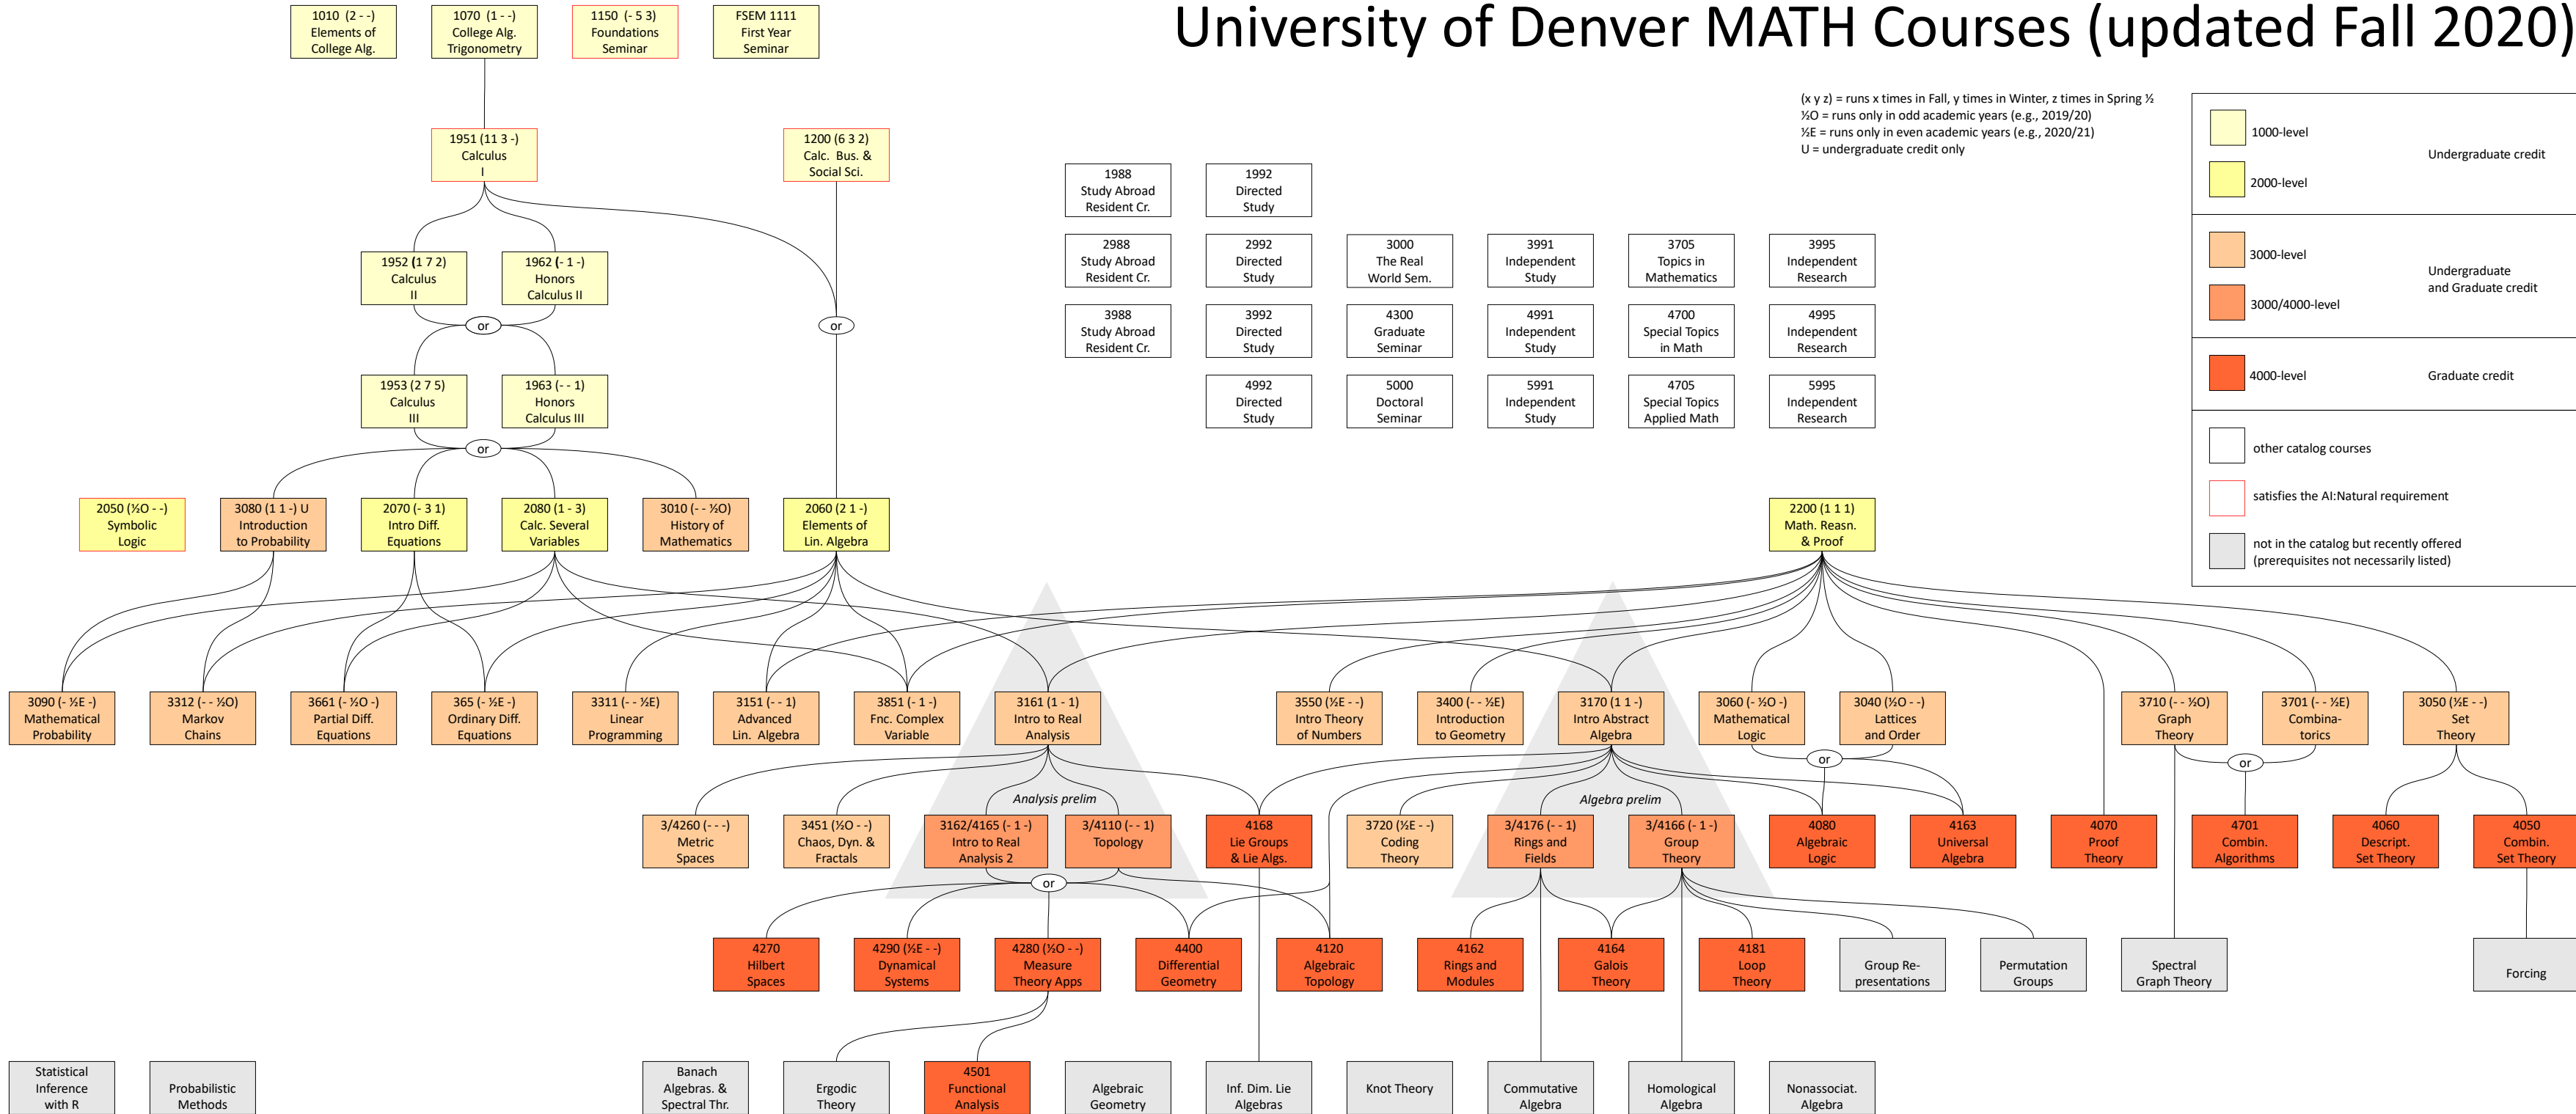 University of Denver MATH Courses (updated Fall 2020)
1010 (2 - -)
Elements of
College Alg.
1070 (1 - -)
College Alg.
Trigonometry
1150 (- 5 3)
Foundations
Seminar
FSEM 1111
First Year
Seminar
(x y z) = runs x times in Fall, y times in Winter, z times in Spring ½
½O = runs only in odd academic years (e.g., 2019/20)
½E = runs only in even academic years (e.g., 2020/21)
U = undergraduate credit only
1000-level
2000-level
Undergraduate credit
3000-level
3000/4000-level
Undergraduate
and Graduate credit
4000-level
Graduate credit
other catalog courses
satisfies the AI:Natural requirement
not in the catalog but recently offered
(prerequisites not necessarily listed)
1951 (11 3 -)
Calculus
I
1200 (6 3 2)
Calc. Bus. &
Social Sci.
1988
Study Abroad
Resident Cr.
1992
Directed
Study
2988
Study Abroad
Resident Cr.
2992
Directed
Study
3000
The Real
World Sem.
3991
Independent
Study
3705
Topics in
Mathematics
3995
Independent
Research
1952 (1 7 2)
Calculus
II
1962 (- 1 -)
Honors
Calculus II
or
or
3988
Study Abroad
Resident Cr.
3992
Directed
Study
4300
Graduate
Seminar
4991
Independent
Study
4700
Special Topics
in Math
4995
Independent
Research
1953 (2 7 5)
Calculus
III
1963 (- - 1)
Honors
Calculus III
4992
Directed
Study
5000
Doctoral
Seminar
5991
Independent
Study
4705
Special Topics
Applied Math
5995
Independent
Research
or
2050 (½O - -)
Symbolic
Logic
3080 (1 1 -) U
Introduction
to Probability
2070 (- 3 1)
Intro Diff.
Equations
2080 (1 - 3)
Calc. Several
Variables
3010 (- - ½O)
History of
Mathematics
2060 (2 1 -)
Elements of
Lin. Algebra
2200 (1 1 1)
Math. Reasn.
& Proof
3090 (- ½E -)
Mathematical
Probability
3312 (- - ½O)
Markov
Chains
3661 (- ½O -)
Partial Diff.
Equations
365 (- ½E -)
Ordinary Diff.
Equations
3311 (- - ½E)
Linear
Programming
3151 (- - 1)
Advanced
Lin. Algebra
3851 (- 1 -)
Fnc. Complex
Variable
3161 (1 - 1)
Intro to Real
Analysis
3550 (½E - -)
Intro Theory
of Numbers
3400 (- - ½E)
Introduction
to Geometry
3170 (1 1 -)
Intro Abstract
Algebra
3060 (- ½O -)
Mathematical
Logic
3040 (½O - -)
Lattices
and Order
3710 (- - ½O)
Graph
Theory
3701 (- - ½E)
Combina-
torics
3050 (½E - -)
Set
Theory
or
or
Analysis prelim
Algebra prelim
3/4260 (- - -)
Metric
Spaces
3451 (½O - -)
Chaos, Dyn. &
Fractals
3162/4165 (- 1 -)
Intro to Real
Analysis 2
3/4110 (- - 1)
Topology
4168
Lie Groups
& Lie Algs.
3720 (½E - -)
Coding
Theory
3/4176 (- - 1)
Rings and
Fields
3/4166 (- 1 -)
Group
Theory
4080
Algebraic
Logic
4163
Universal
Algebra
4070
Proof
Theory
4701
Combin.
Algorithms
4060
Descript.
Set Theory
4050
Combin.
Set Theory
or
4270
Hilbert
Spaces
4290 (½E - -)
Dynamical
Systems
4280 (½O - -)
Measure
Theory Apps
4400
Differential
Geometry
4120
Algebraic
Topology
4162
Rings and
Modules
4164
Galois
Theory
4181
Loop
Theory
Group Re-
presentations
Permutation
Groups
Spectral
Graph Theory
Forcing
Statistical
Inference
with R
Probabilistic
Methods
Banach
Algebras. &
Spectral Thr.
Ergodic
Theory
4501
Functional
Analysis
Algebraic
Geometry
Inf. Dim. Lie
Algebras
Knot Theory
Commutative
Algebra
Homological
Algebra
Nonassociat.
Algebra